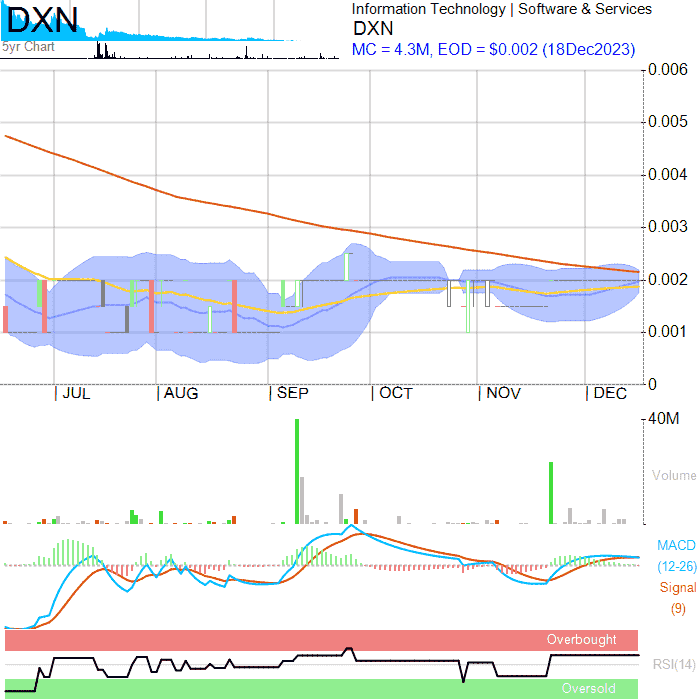 DXN
5yr Chart
Information Technology | Software & Services
DXN
MC = 4.3M, EOD = $0.002 (18Dec2023)
0.006
0.005
0.004
0.003
0.002
0.001
0
JUL
AUG
SEP
OCT
NOV
DEC
40M
Volume
MACD
(12-26)
Signal
(9)
Overbought
RSI(14)
Oversold